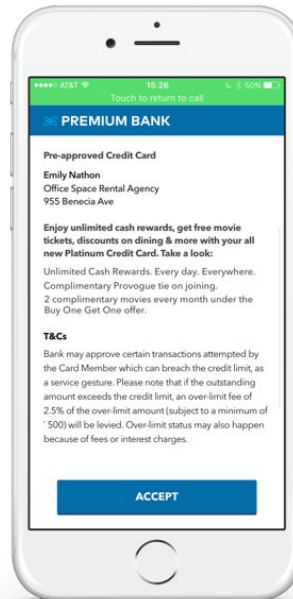 AT&T 15:26 50%
Touch to return to call
PREMIUM BANK
Pre-approved Credit Card
Emily Nathon
Office Space Rental Agency
955 Benecia Ave
Enjoy unlimited cash rewards, get free movie
tickets, discounts on dining & more with your all
new Platinum Credit Card. Take a look:
Unlimited Cash Rewards. Every day. Everywhere.
Complimentary Provogue tie on joining.
2 complimentary movies every month under the
Buy One Get One offer.
T&Cs
Bank may approve certain transactions attempted by
the Card Member which can breach the credit limit, as
a service gesture. Please note that if the outstanding
amount exceeds the credit limit, an over-limit fee of
2.5% of the over-limit amount (subject to a minimum of
` 500) will be levied. Over-limit status may also happen
because of fees or interest charges.
ACCEPT